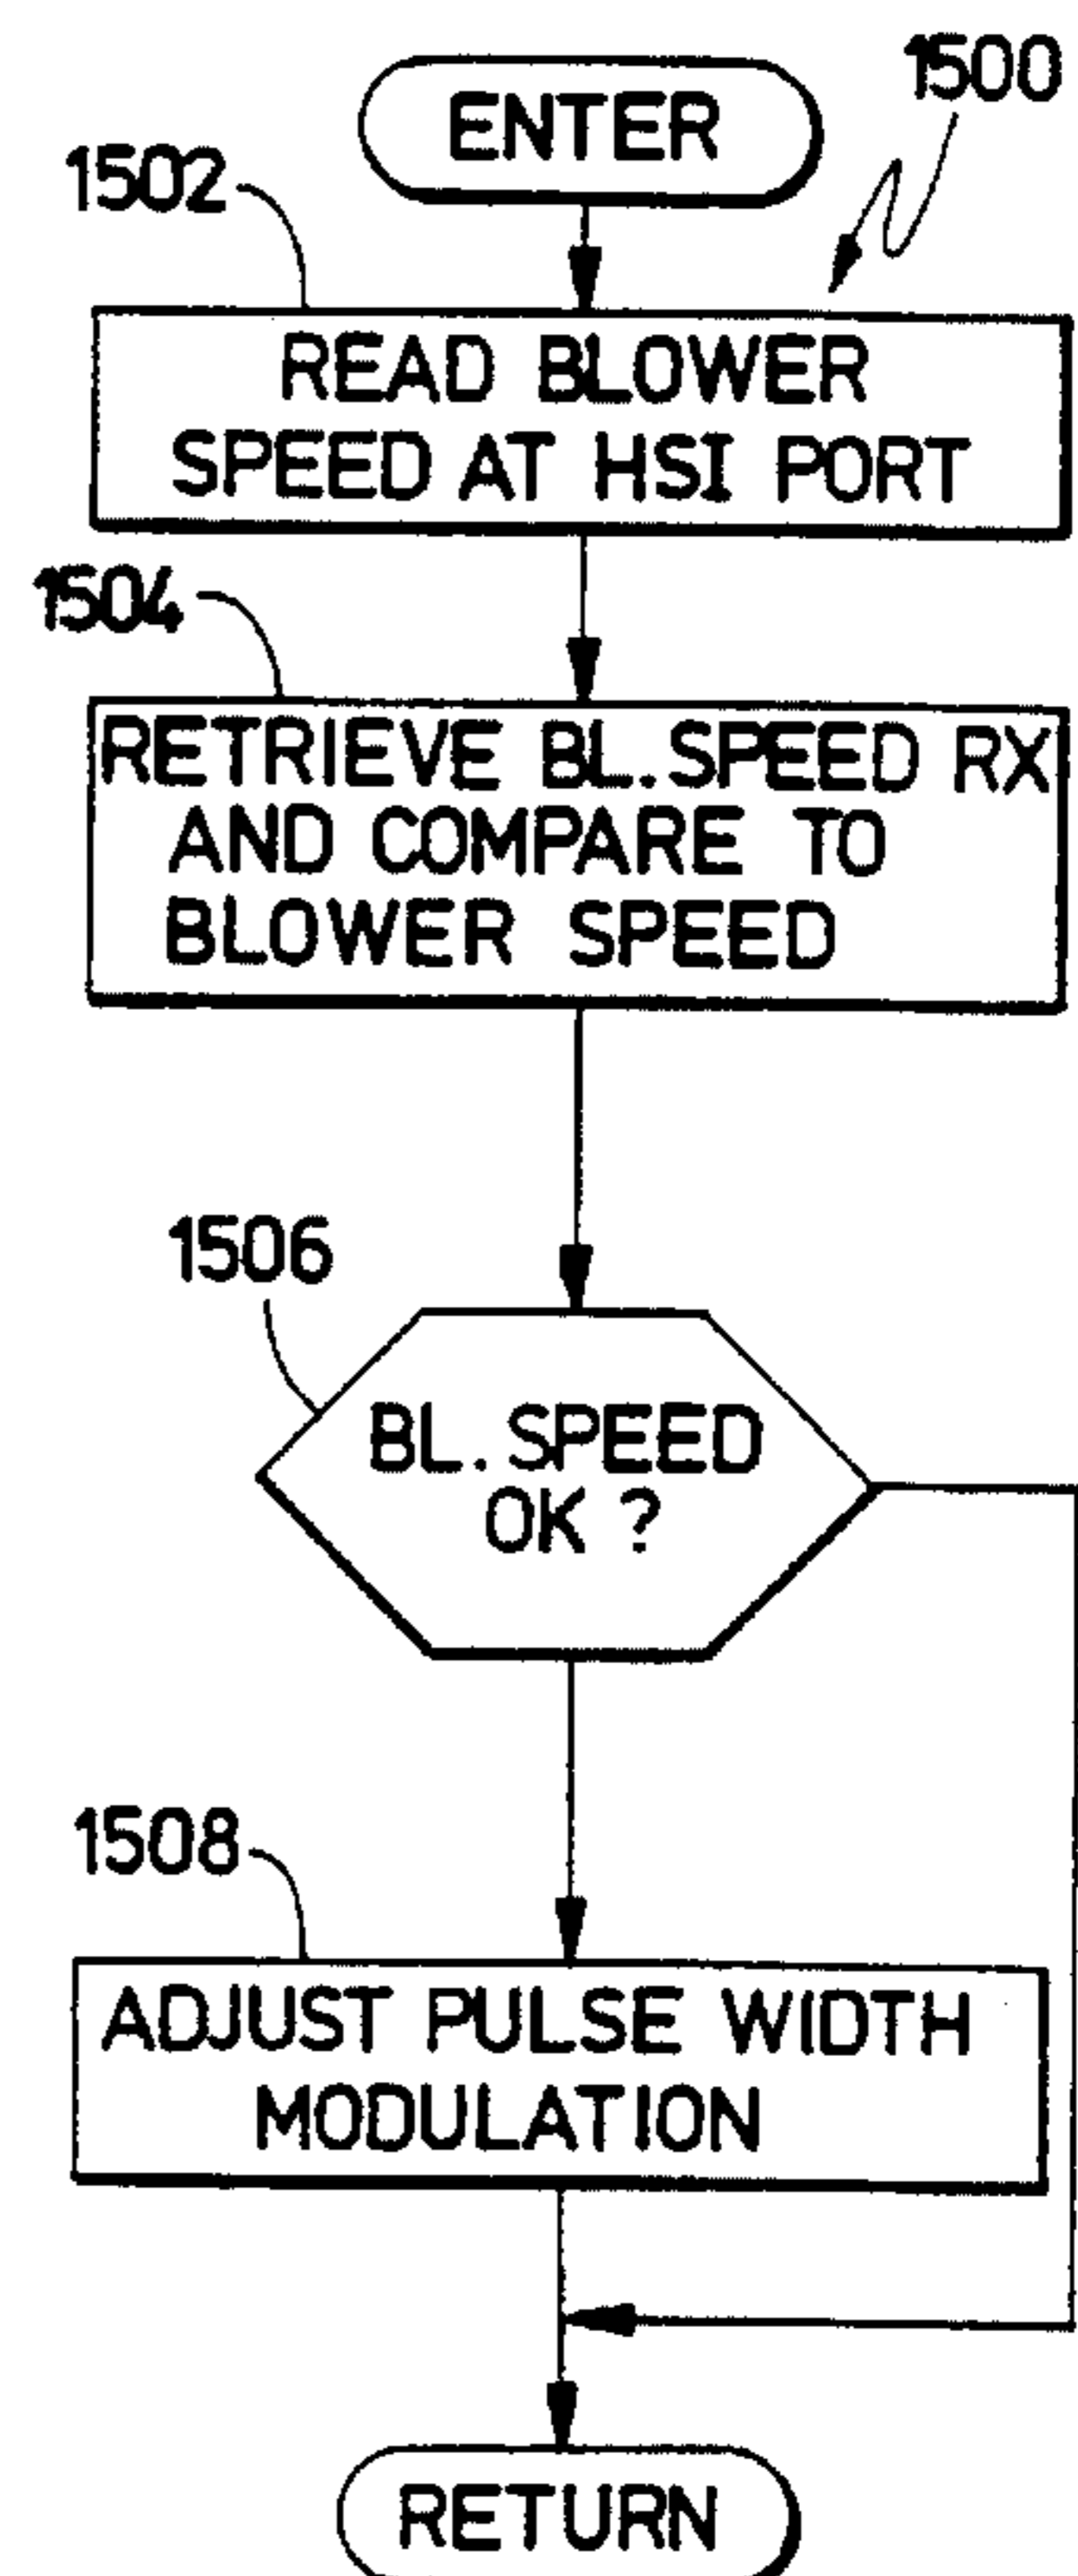 1500
ENTER
1502
READ BLOWER
SPEED AT HSI PORT
1504
RETRIEVE BL.SPEED RX
AND COMPARE TO
BLOWER SPEED
1506
BL.SPEED
OK ?
1508
ADJUST PULSE WIDTH
MODULATION
RETURN